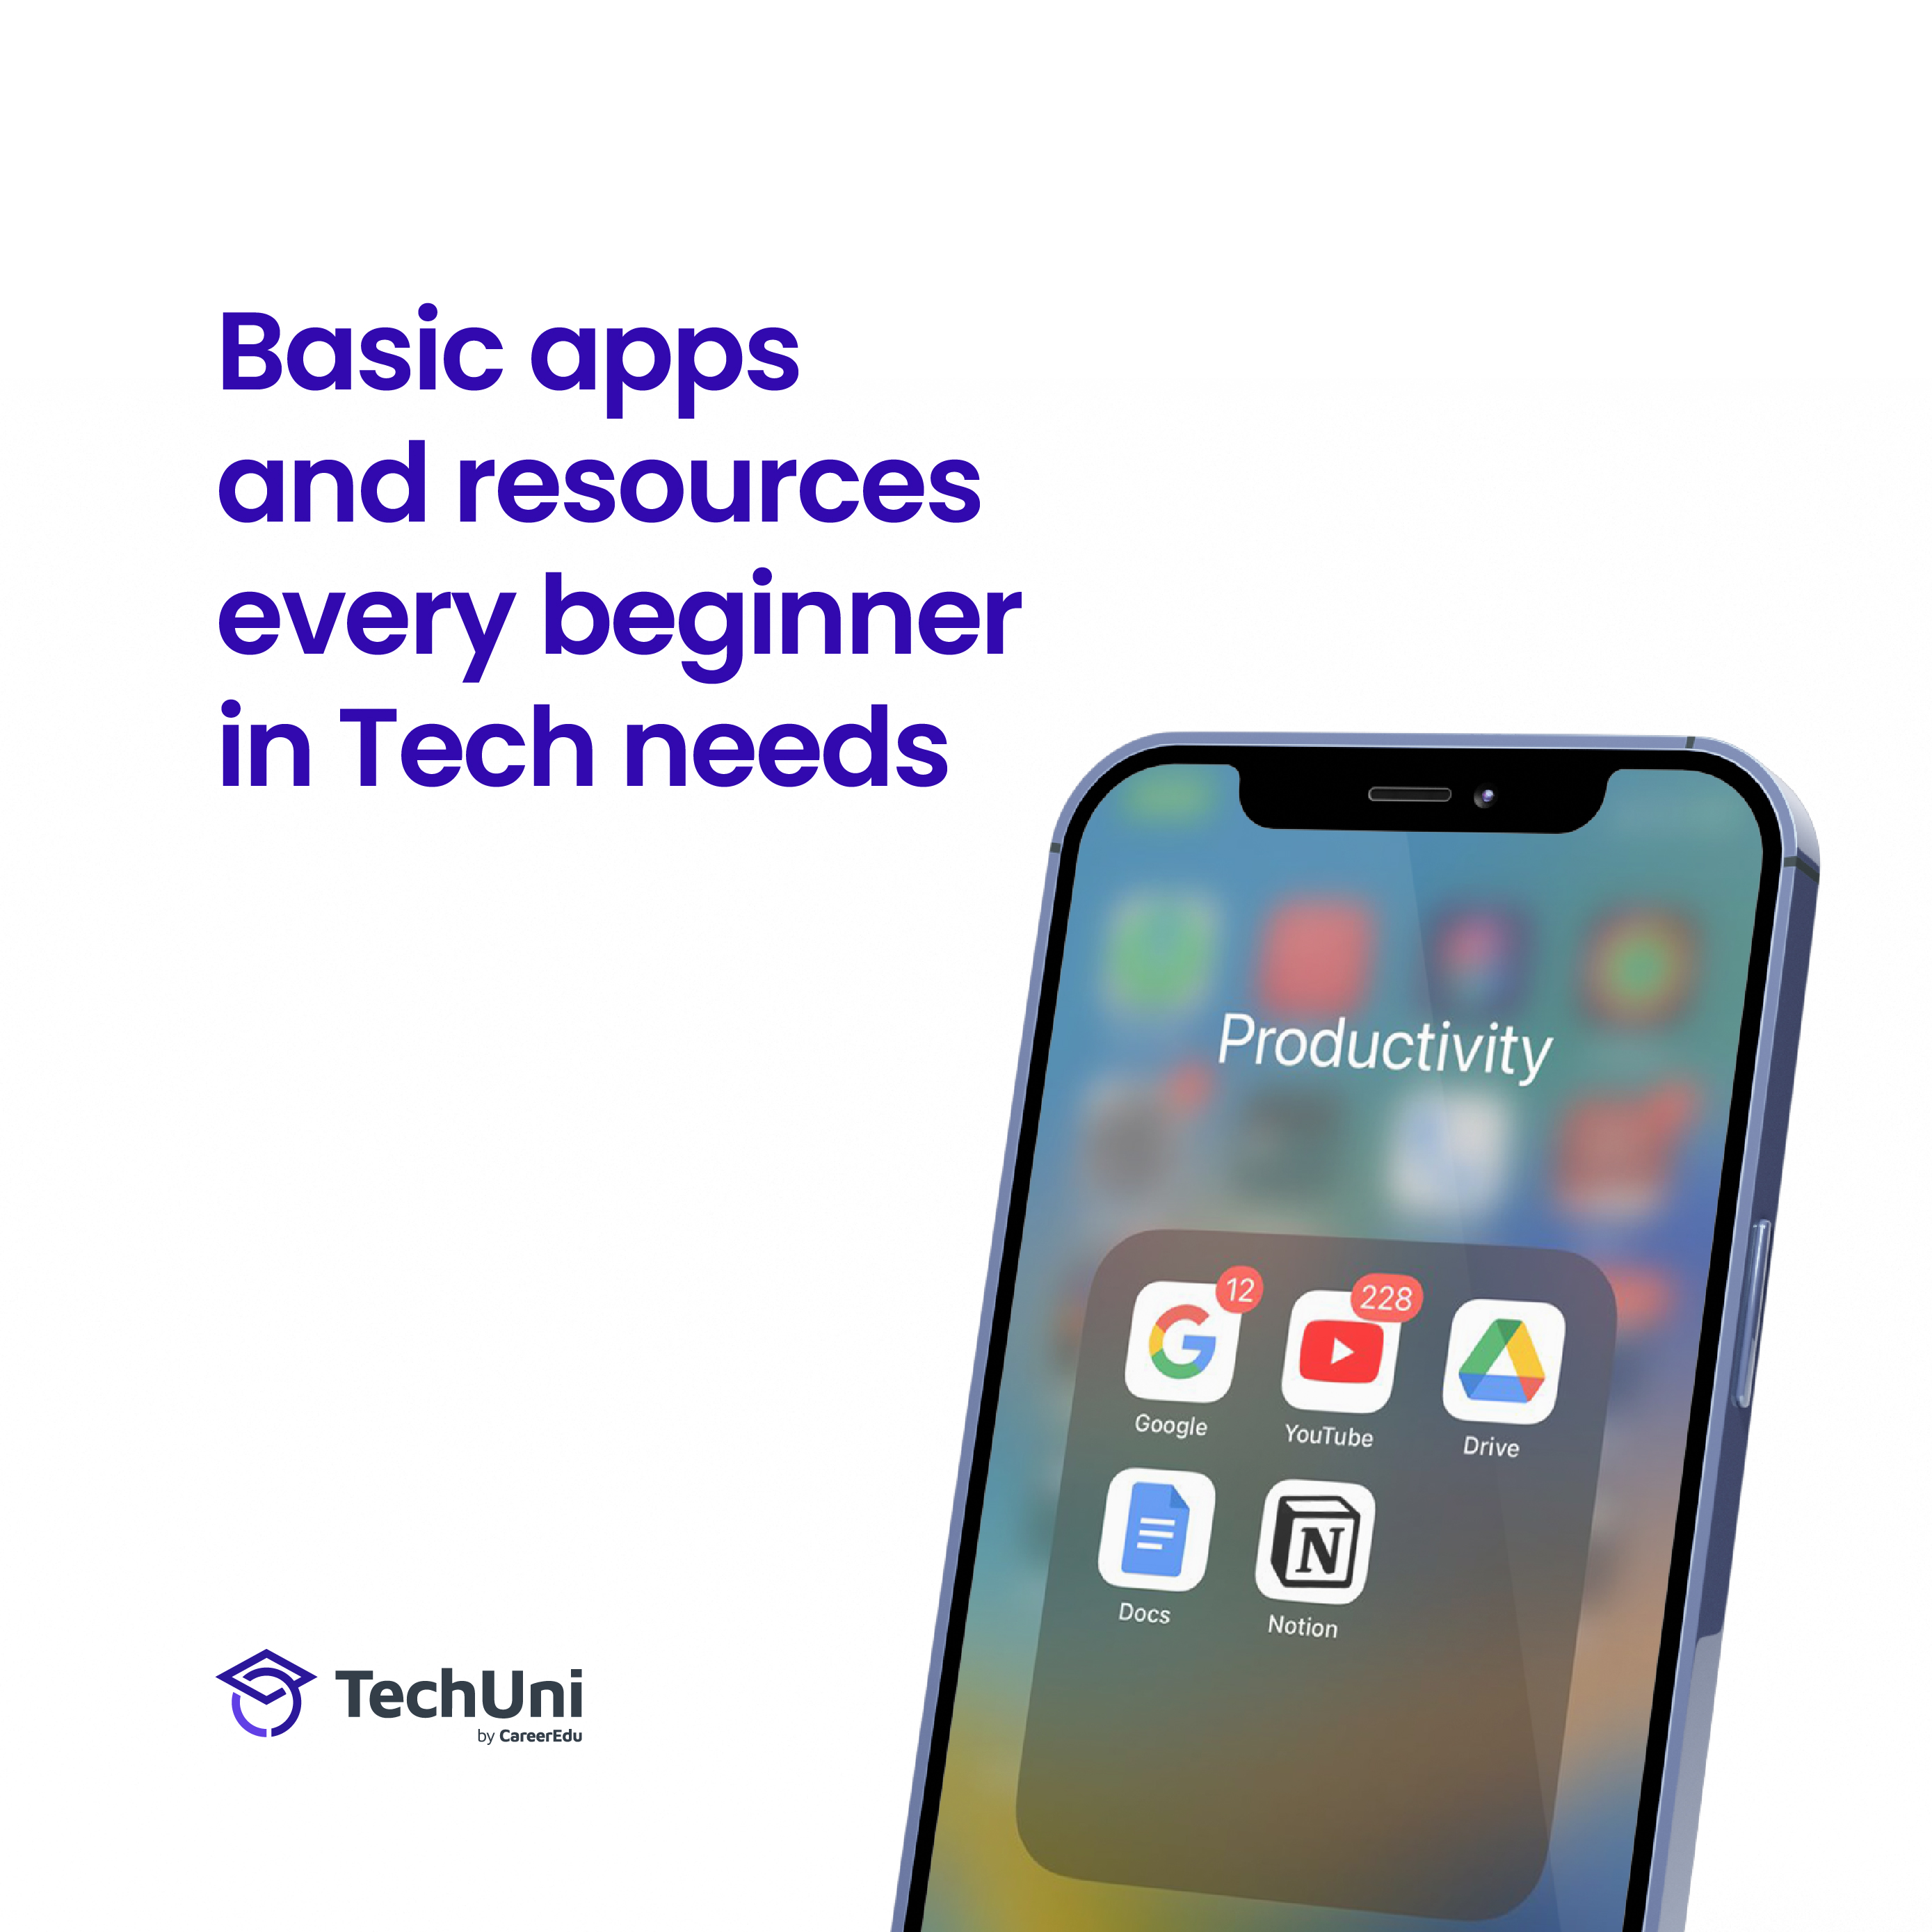 Basic apps
and resources
every beginner
in Tech needs
Productivity
12
228
Google
YouTube
Drive
Docs
N
Notion
TechUni
by CareerEdu